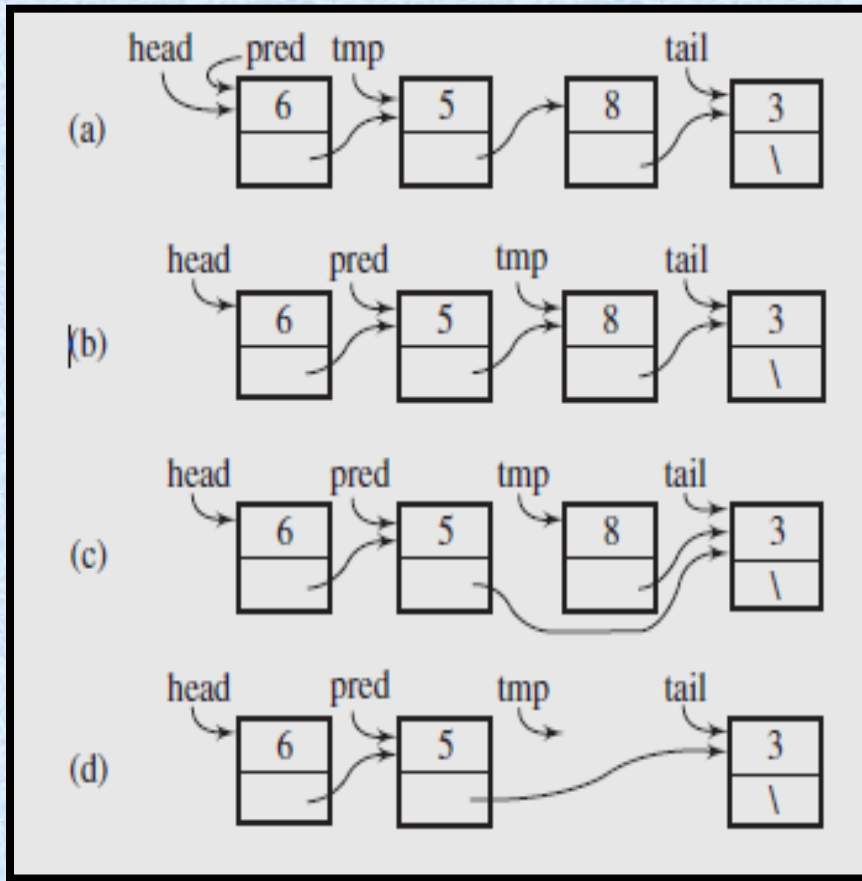 head pred tmp tail
(a) 6 5 8 3
\
head pred tmp tail
(b) 6 5 8 3
\
head pred tmp tail
(c) 6 5 8 3
\
head pred tmp tail
(d) 6 5 3
\